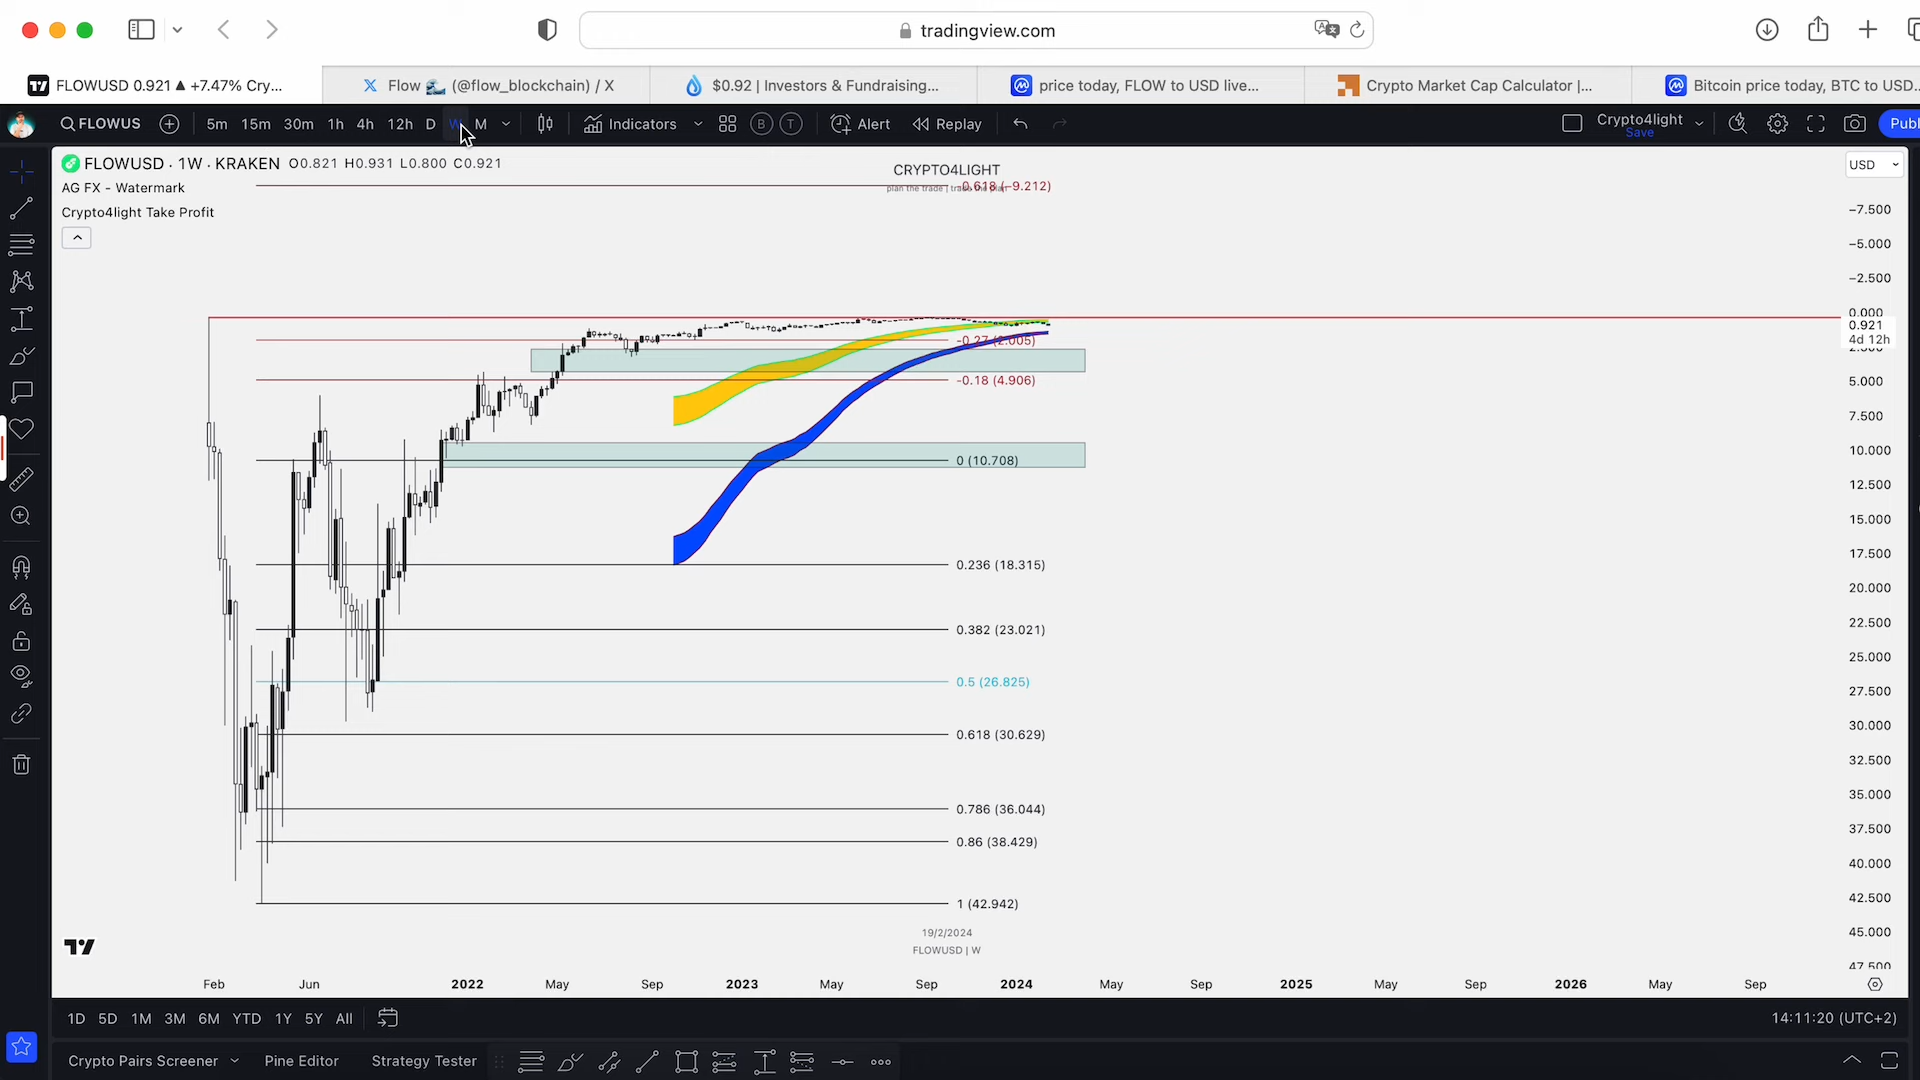 tradingview.com
FLOWUSD 0.921 ▲ +7.47% Cry...
Flow 🌊 (@flow_blockchain) / X
$0.92 | Investors & Fundraising...
price today, FLOW to USD live...
Crypto Market Cap Calculator |...
Bitcoin price today, BTC to USD...
FLOWUS
5m 15m 30m 1h 4h 12h D W M
Indicators
B T
Alert
Replay
Crypto4light
Save
Publ
FLOWUSD · 1W · KRAKEN O0.821 H0.931 L0.800 C0.921
AG FX - Watermark
Crypto4light Take Profit
CRYPTO4LIGHT
plan the trade | trade the plan
-0.618 (-9.212)
-0.27 (2.005)
-0.18 (4.906)
0 (10.708)
0.236 (18.315)
0.382 (23.021)
0.5 (26.825)
0.618 (30.629)
0.786 (36.044)
0.86 (38.429)
1 (42.942)
19/2/2024
FLOWUSD | W
USD
−7.500
−5.000
−2.500
0.000
0.921
4d 12h
5.000
7.500
10.000
12.500
15.000
17.500
20.000
22.500
25.000
27.500
30.000
32.500
35.000
37.500
40.000
42.500
45.000
47.500
Feb Jun 2022 May Sep 2023 May Sep 2024 May Sep 2025 May Sep 2026 May Sep
1D 5D 1M 3M 6M YTD 1Y 5Y All
14:11:20 (UTC+2)
Crypto Pairs Screener Pine Editor Strategy Tester